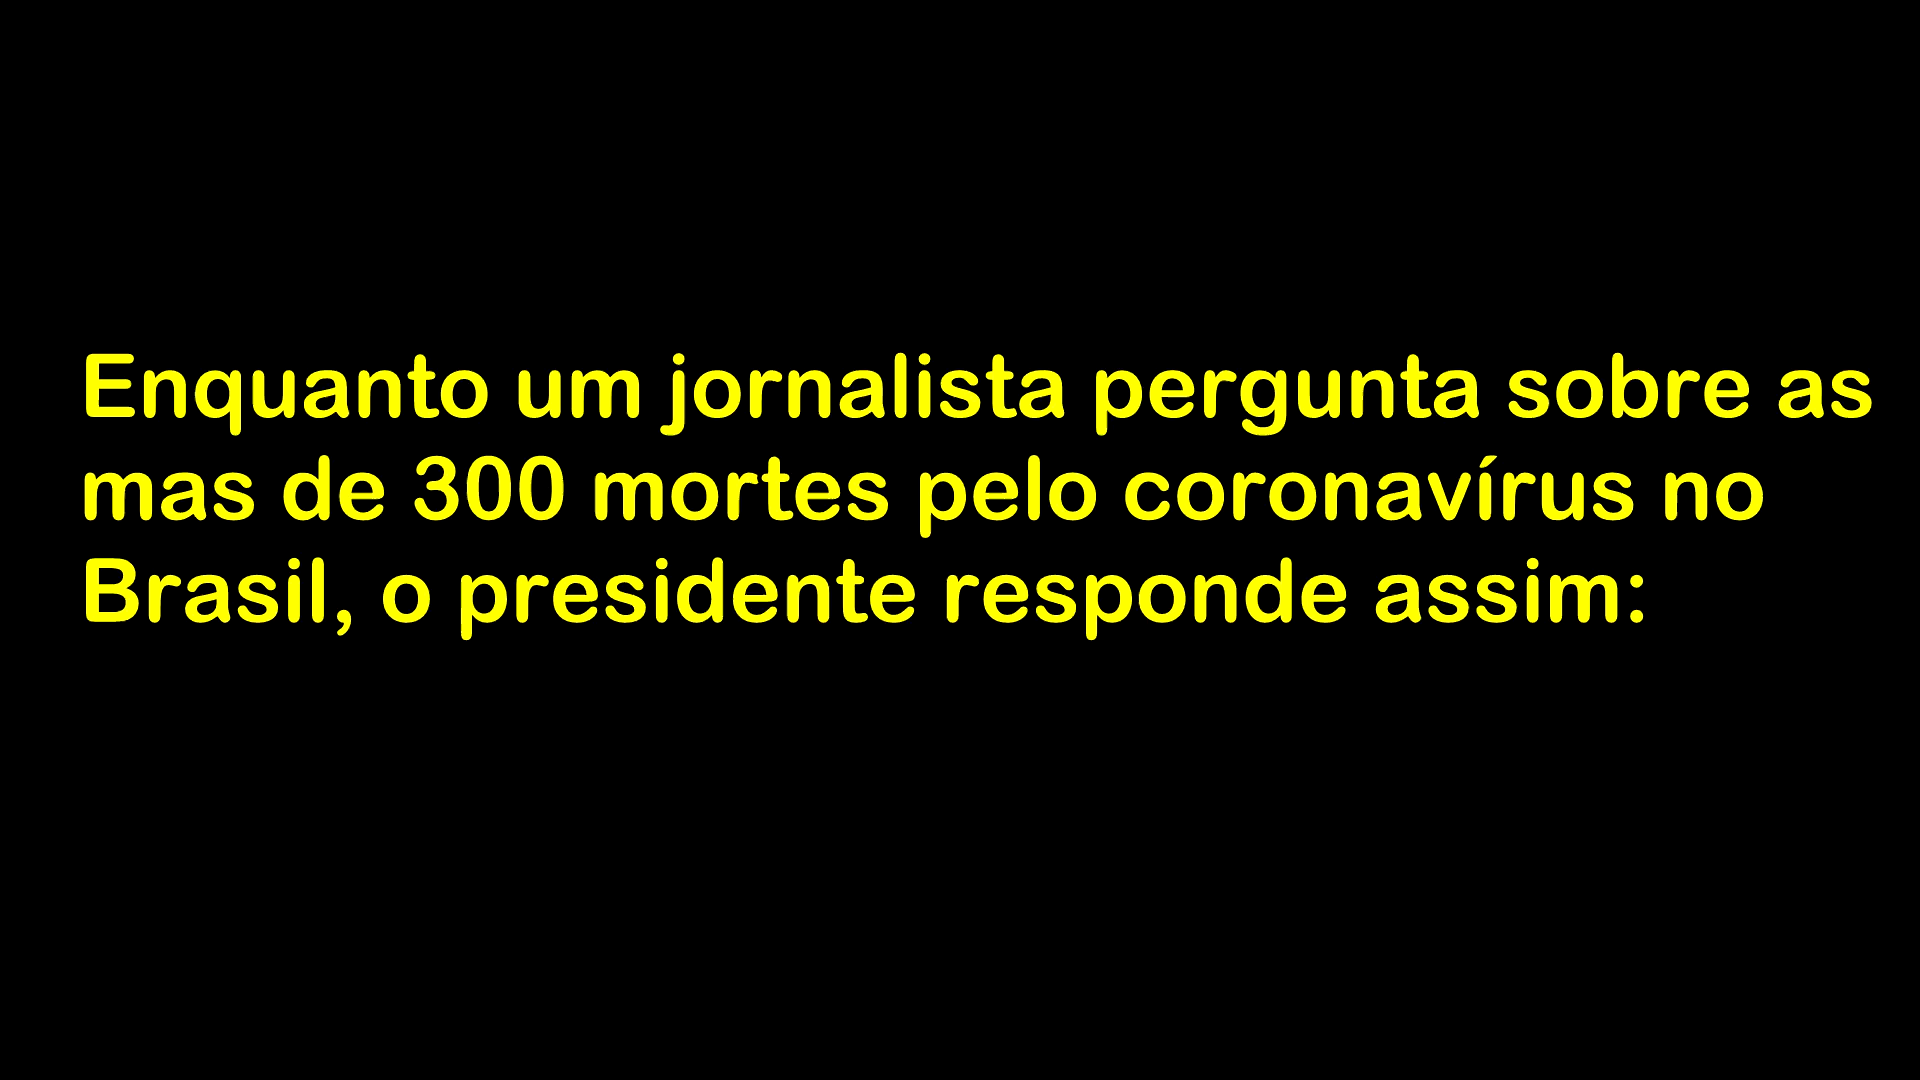 Enquanto um jornalista pergunta sobre as
mas de 300 mortes pelo coronavírus no
Brasil, o presidente responde assim: